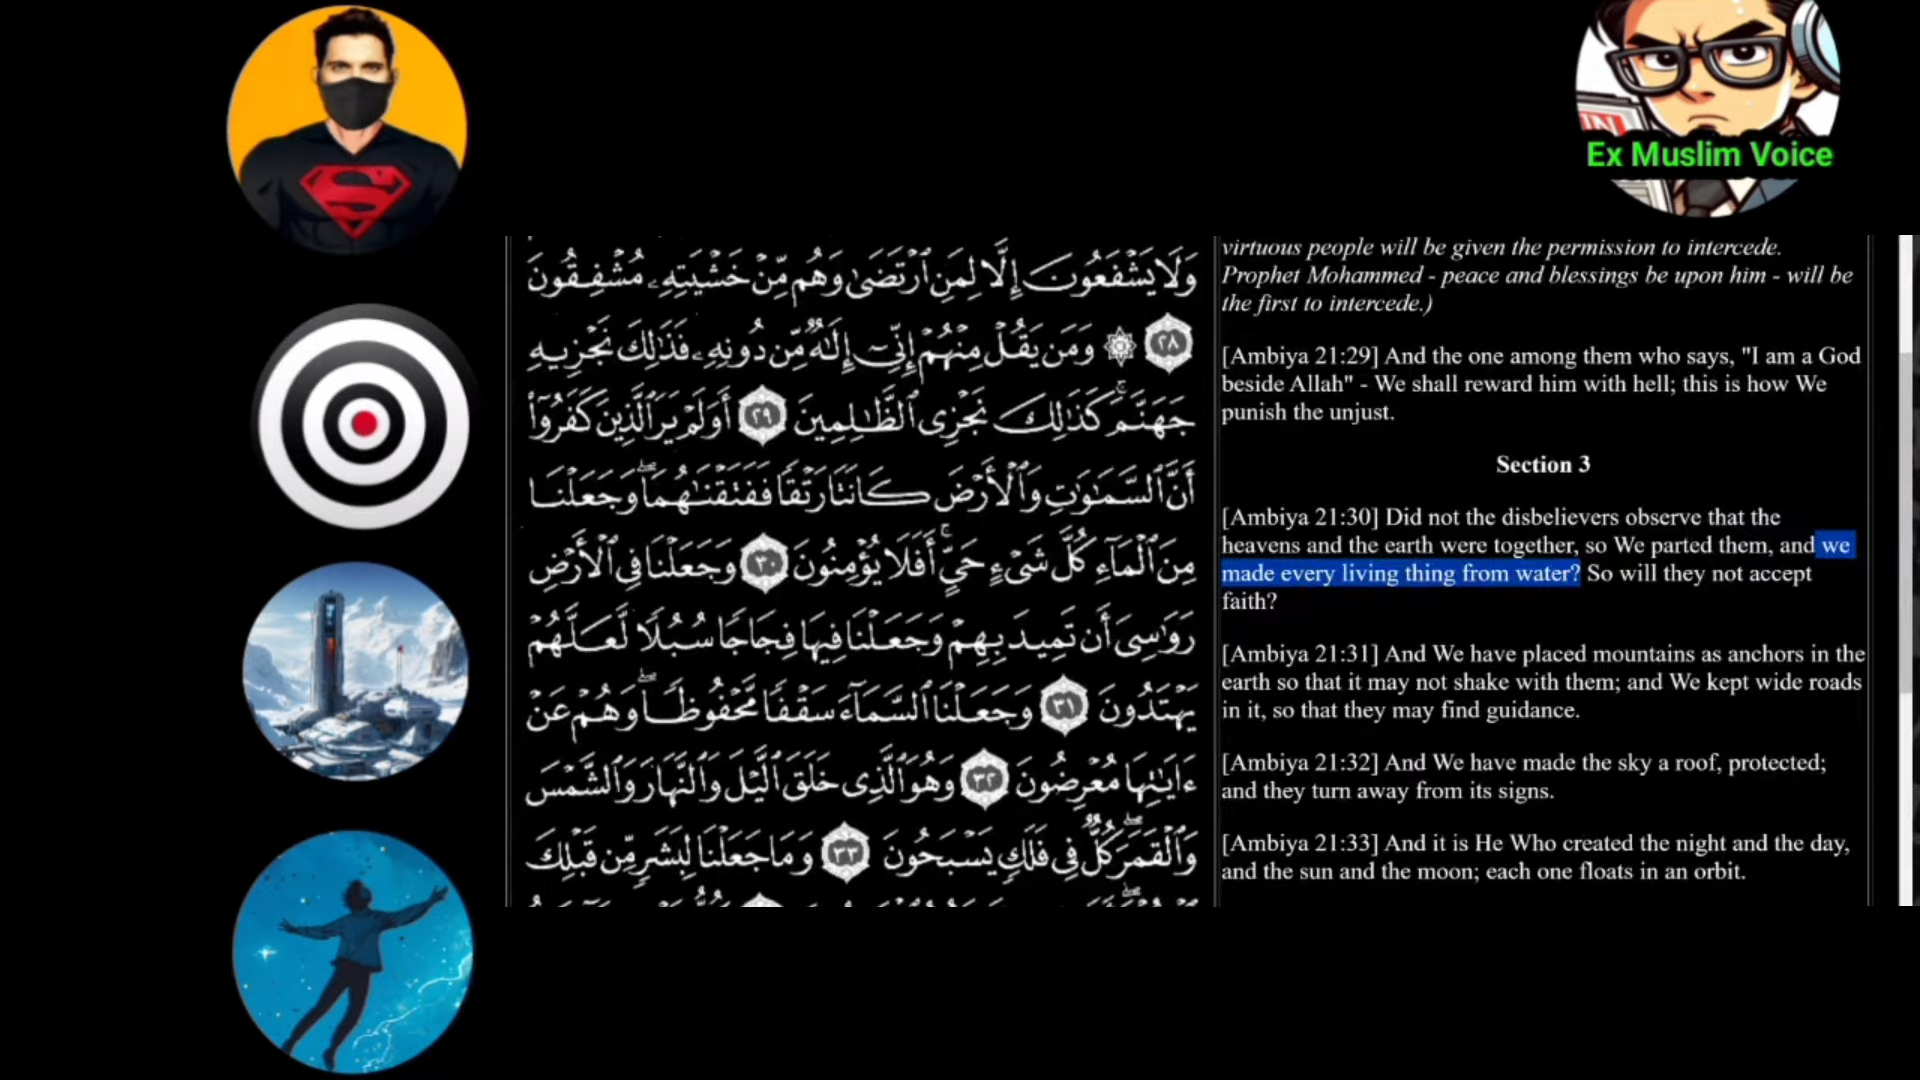 IN
Ex Muslim Voice
وَلَا يَشْفَعُونَ إِلَّا لِمَنِ ٱرْتَضَىٰ وَهُم مِّنْ خَشْيَتِهِۦ مُشْفِقُونَ
٢٨ ۞ وَمَن يَقُلْ مِنْهُمْ إِنِّىٓ إِلَـٰهٌ مِّن دُونِهِۦ فَذَٰلِكَ نَجْزِيهِ
جَهَنَّمَ ۚ كَذَٰلِكَ نَجْزِى ٱلظَّـٰلِمِينَ ٢٩ أَوَلَمْ يَرَ ٱلَّذِينَ كَفَرُوٓا۟
أَنَّ ٱلسَّمَـٰوَٰتِ وَٱلْأَرْضَ كَانَتَا رَتْقًا فَفَتَقْنَـٰهُمَا ۖ وَجَعَلْنَا
مِنَ ٱلْمَآءِ كُلَّ شَىْءٍ حَىٍّ ۚ أَفَلَا يُؤْمِنُونَ ٣٠ وَجَعَلْنَا فِى ٱلْأَرْضِ
رَوَٰسِىَ أَن تَمِيدَ بِهِمْ وَجَعَلْنَا فِيهَا فِجَاجًا سُبُلًا لَّعَلَّهُمْ
يَهْتَدُونَ ٣١ وَجَعَلْنَا ٱلسَّمَآءَ سَقْفًا مَّحْفُوظًا ۖ وَهُمْ عَنْ
ءَايَـٰتِهَا مُعْرِضُونَ ٣٢ وَهُوَ ٱلَّذِى خَلَقَ ٱلَّيْلَ وَٱلنَّهَارَ وَٱلشَّمْسَ
وَٱلْقَمَرَ ۖ كُلٌّ فِى فَلَكٍ يَسْبَحُونَ ٣٣ وَمَا جَعَلْنَا لِبَشَرٍ مِّن قَبْلِكَ
virtuous people will be given the permission to intercede.
Prophet Mohammed - peace and blessings be upon him - will be
the first to intercede.)
[Ambiya 21:29] And the one among them who says, "I am a God
beside Allah" - We shall reward him with hell; this is how We
punish the unjust.
Section 3
[Ambiya 21:30] Did not the disbelievers observe that the
heavens and the earth were together, so We parted them, and we
made every living thing from water? So will they not accept
faith?
[Ambiya 21:31] And We have placed mountains as anchors in the
earth so that it may not shake with them; and We kept wide roads
in it, so that they may find guidance.
[Ambiya 21:32] And We have made the sky a roof, protected;
and they turn away from its signs.
[Ambiya 21:33] And it is He Who created the night and the day,
and the sun and the moon; each one floats in an orbit.